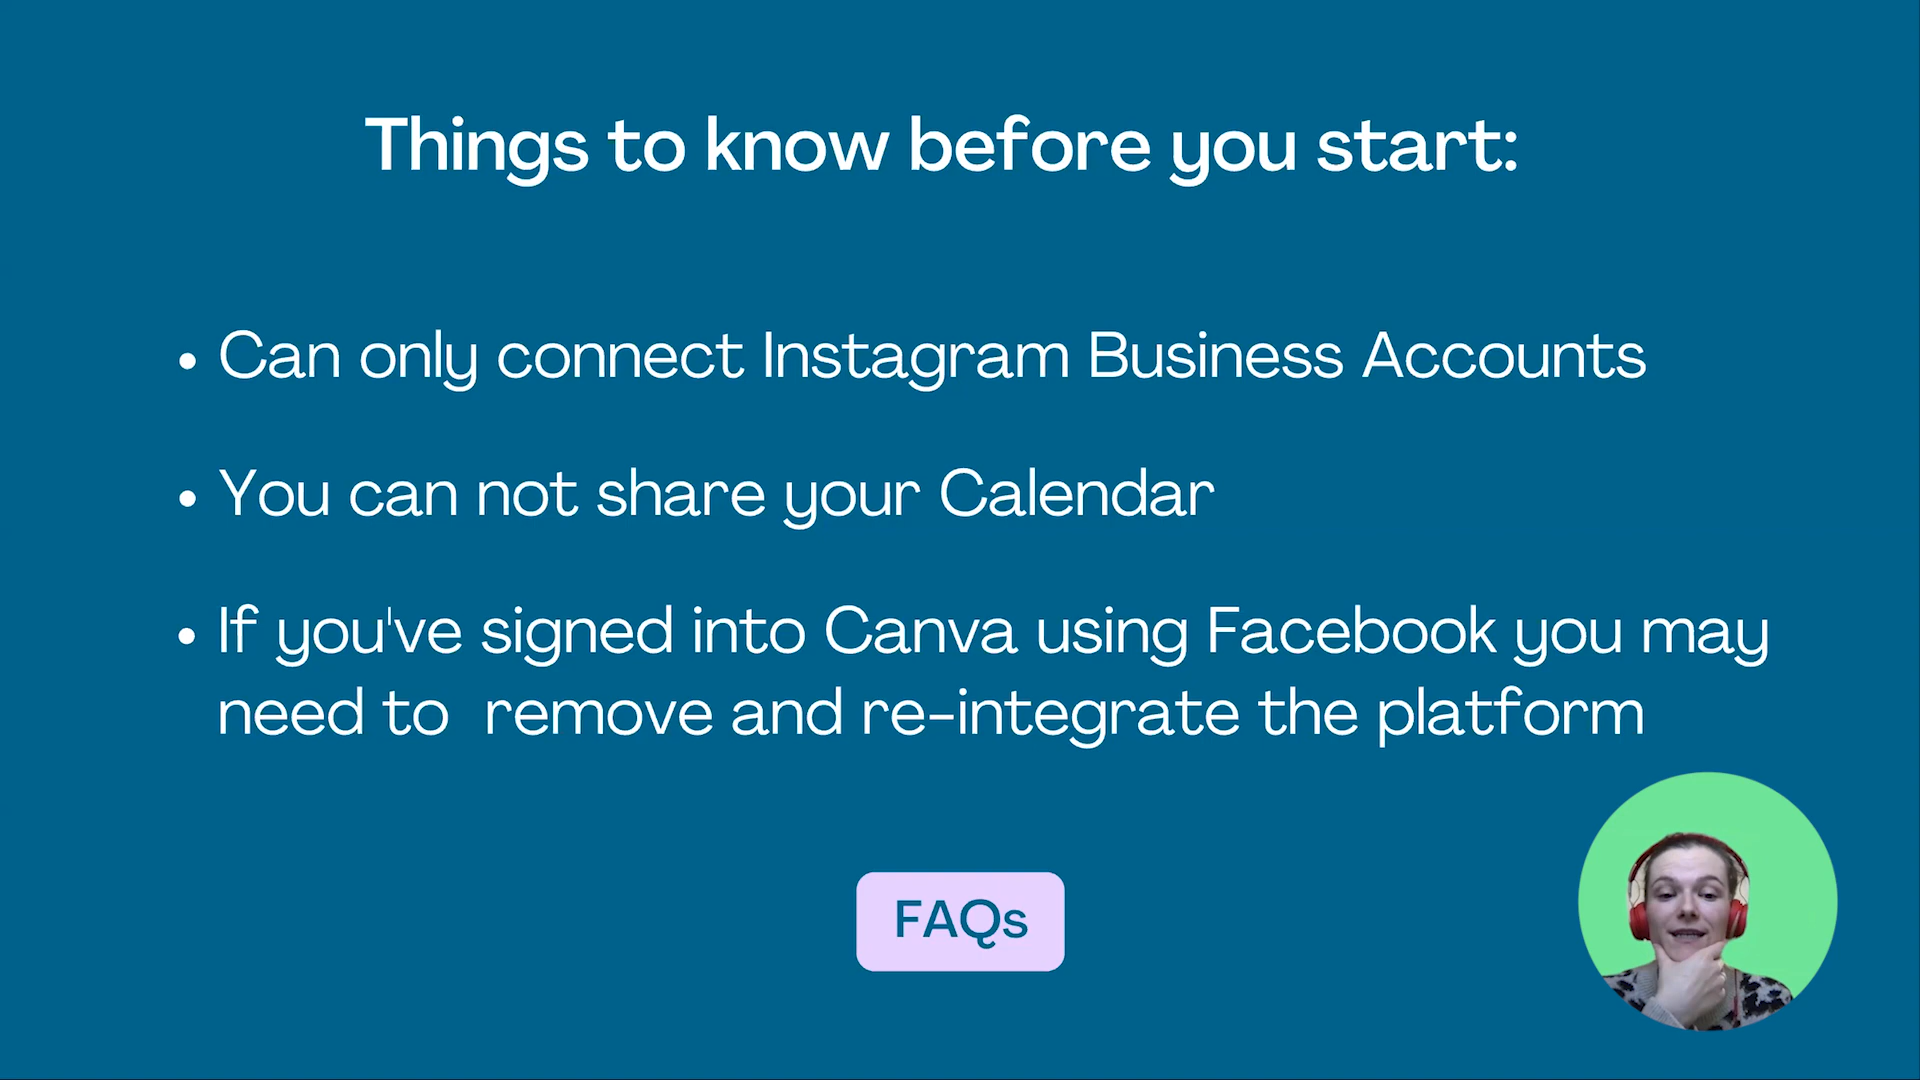 Things to know before you start:
• Can only connect Instagram Business Accounts
• You can not share your Calendar
• If you've signed into Canva using Facebook you may
need to  remove and re-integrate the platform
FAQs